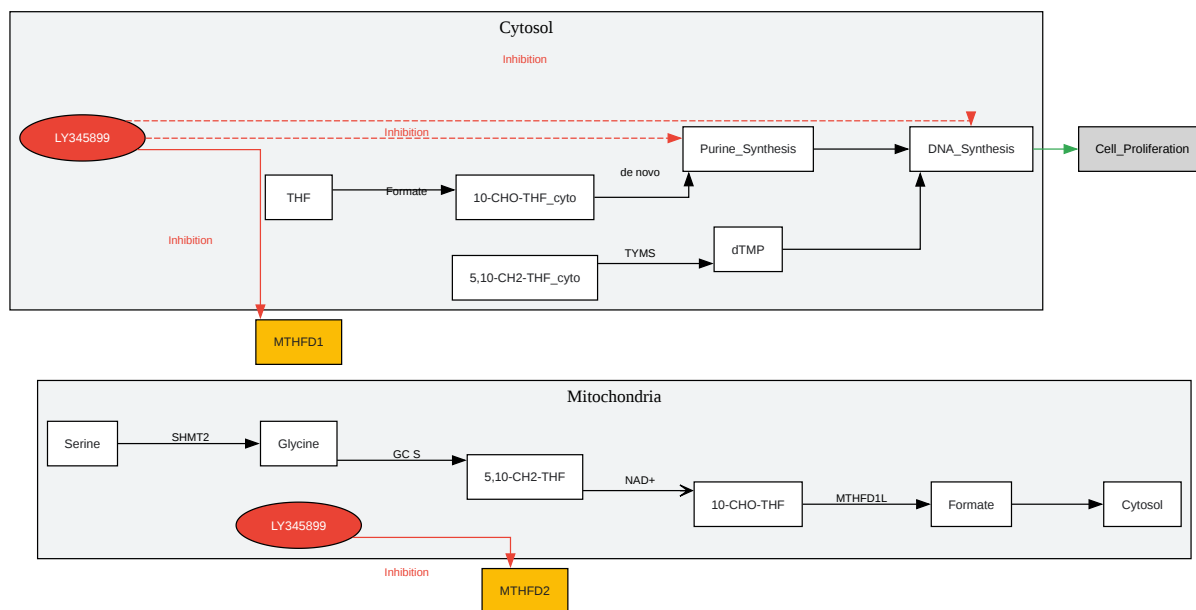 Cytosol
Inhibition
LY345899
Inhibition
Purine_Synthesis
DNA_Synthesis
Cell_Proliferation
THF
Formate
10-CHO-THF_cyto
de novo
Inhibition
5,10-CH2-THF_cyto
TYMS
dTMP
MTHFD1
Mitochondria
Serine
SHMT2
Glycine
GC S
5,10-CH2-THF
NAD+
10-CHO-THF
MTHFD1L
Formate
Cytosol
LY345899
Inhibition
MTHFD2